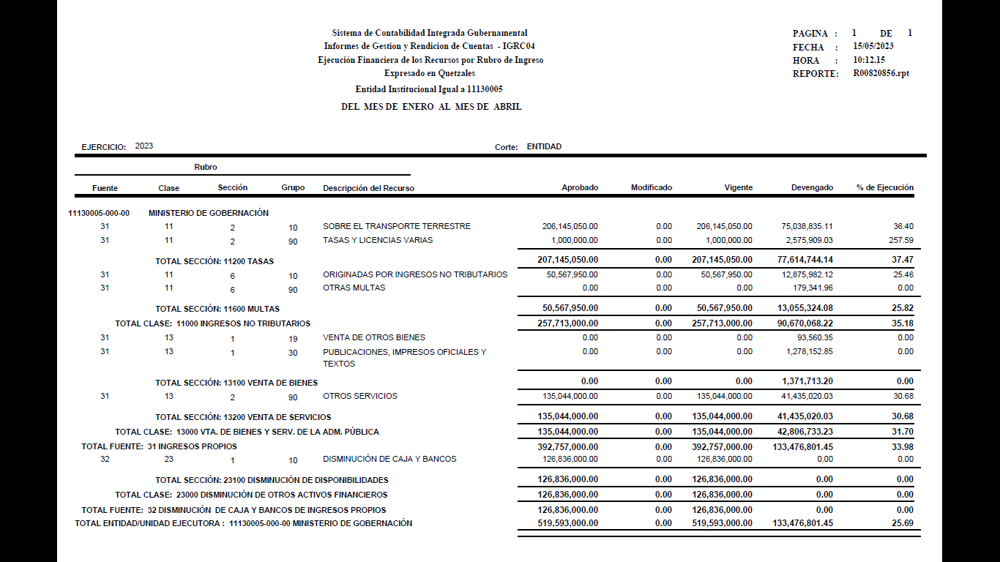 Sistema de Contabilidad Integrada Gubernamental
Informes de Gestion y Rendicion de Cuentas - IGRC04
Ejecución Financiera de los Recursos por Rubro de Ingreso
Expresado en Quetzales
Entidad Institucional Igual a 11130005
DEL MES DE ENERO AL MES DE ABRIL
PAGINA : 1 DE 1
FECHA : 15/05/2023
HORA : 10:12.15
REPORTE: R00820856.rpt
EJERCICIO: 2023 Corte: ENTIDAD
Rubro
Fuente Clase Sección Grupo Descripción del Recurso Aprobado Modificado Vigente Devengado % de Ejecución
11130005-000-00 MINISTERIO DE GOBERNACIÓN
31 11 2 10 SOBRE EL TRANSPORTE TERRESTRE 206,145,050.00 0.00 206,145,050.00 75,038,835.11 36.40
31 11 2 90 TASAS Y LICENCIAS VARIAS 1,000,000.00 0.00 1,000,000.00 2,575,909.03 257.59
TOTAL SECCIÓN: 11200 TASAS 207,145,050.00 0.00 207,145,050.00 77,614,744.14 37.47
31 11 6 10 ORIGINADAS POR INGRESOS NO TRIBUTARIOS 50,567,950.00 0.00 50,567,950.00 12,875,982.12 25.46
31 11 6 90 OTRAS MULTAS 0.00 0.00 0.00 179,341.96 0.00
TOTAL SECCIÓN: 11600 MULTAS 50,567,950.00 0.00 50,567,950.00 13,055,324.08 25.82
TOTAL CLASE: 11000 INGRESOS NO TRIBUTARIOS 257,713,000.00 0.00 257,713,000.00 90,670,068.22 35.18
31 13 1 19 VENTA DE OTROS BIENES 0.00 0.00 0.00 93,560.35 0.00
31 13 1 30 PUBLICACIONES, IMPRESOS OFICIALES Y 0.00 0.00 0.00 1,278,152.85 0.00
TEXTOS
TOTAL SECCIÓN: 13100 VENTA DE BIENES 0.00 0.00 0.00 1,371,713.20 0.00
31 13 2 90 OTROS SERVICIOS 135,044,000.00 0.00 135,044,000.00 41,435,020.03 30.68
TOTAL SECCIÓN: 13200 VENTA DE SERVICIOS 135,044,000.00 0.00 135,044,000.00 41,435,020.03 30.68
TOTAL CLASE: 13000 VTA. DE BIENES Y SERV. DE LA ADM. PÚBLICA 135,044,000.00 0.00 135,044,000.00 42,806,733.23 31.70
TOTAL FUENTE: 31 INGRESOS PROPIOS 392,757,000.00 0.00 392,757,000.00 133,476,801.45 33.98
32 23 1 10 DISMINUCIÓN DE CAJA Y BANCOS 126,836,000.00 0.00 126,836,000.00 0.00 0.00
TOTAL SECCIÓN: 23100 DISMINUCIÓN DE DISPONIBILIDADES 126,836,000.00 0.00 126,836,000.00 0.00 0.00
TOTAL CLASE: 23000 DISMINUCIÓN DE OTROS ACTIVOS FINANCIEROS 126,836,000.00 0.00 126,836,000.00 0.00 0.00
TOTAL FUENTE: 32 DISMINUCIÓN DE CAJA Y BANCOS DE INGRESOS PROPIOS 126,836,000.00 0.00 126,836,000.00 0.00 0.00
TOTAL ENTIDAD/UNIDAD EJECUTORA : 11130005-000-00 MINISTERIO DE GOBERNACIÓN 519,593,000.00 0.00 519,593,000.00 133,476,801.45 25.69